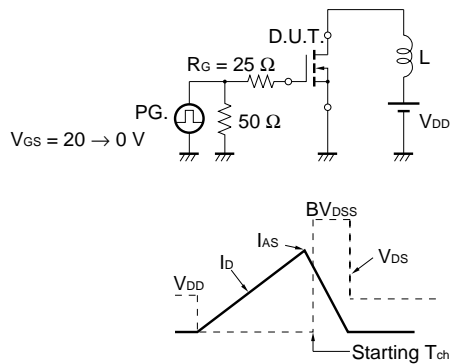 D.U.T.
RG = 25 Ω
L
PG.
50 Ω
VDD
VGS = 20 → 0 V
BVDSS
IAS
VDD
ID
VDS
Starting Tch